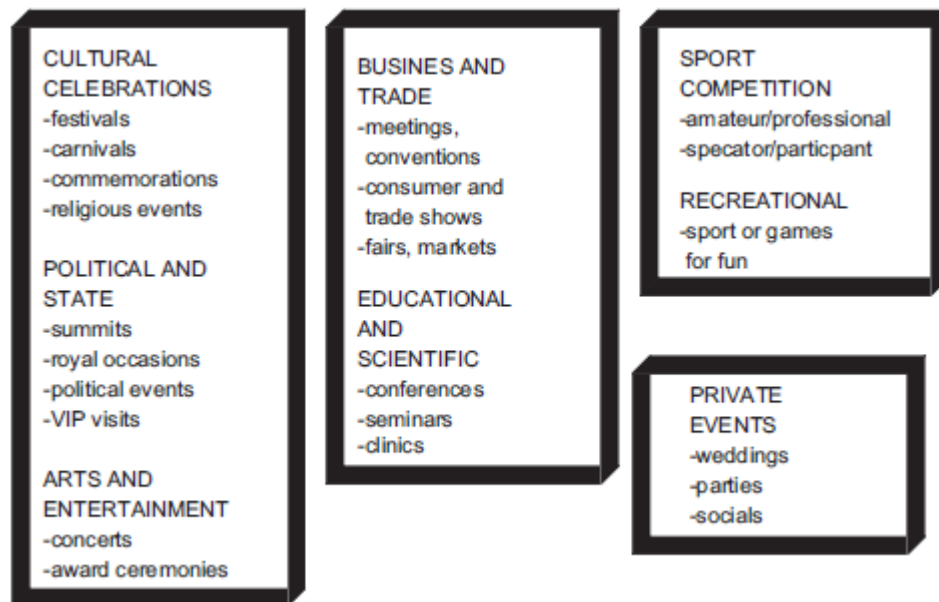 CULTURAL
CELEBRATIONS
-festivals
-carnivals
-commemorations
-religious events
POLITICAL AND
STATE
-summits
-royal occasions
-political events
-VIP visits
ARTS AND
ENTERTAINMENT
-concerts
-award ceremonies
BUSINES AND
TRADE
-meetings,
conventions
-consumer and
trade shows
-fairs, markets
EDUCATIONAL
AND
SCIENTIFIC
-conferences
-seminars
-clinics
SPORT
COMPETITION
-amateur/professional
-specator/particpant
RECREATIONAL
-sport or games
for fun
PRIVATE
EVENTS
-weddings
-parties
-socials